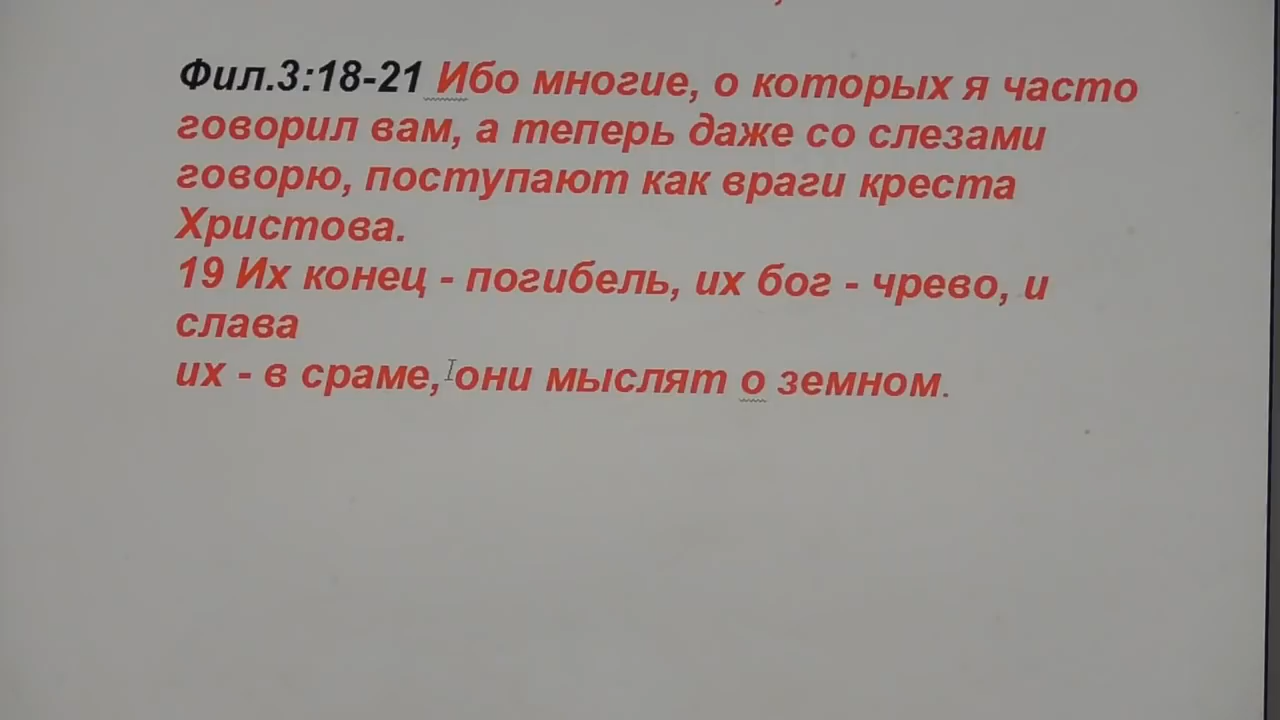 Фил.3:18-21 Ибо многие, о которых я часто
говорил вам, а теперь даже со слезами
говорю, поступают как враги креста
Христова.
19 Их конец - погибель, их бог - чрево, и
слава
их - в сраме, они мыслят о земном.